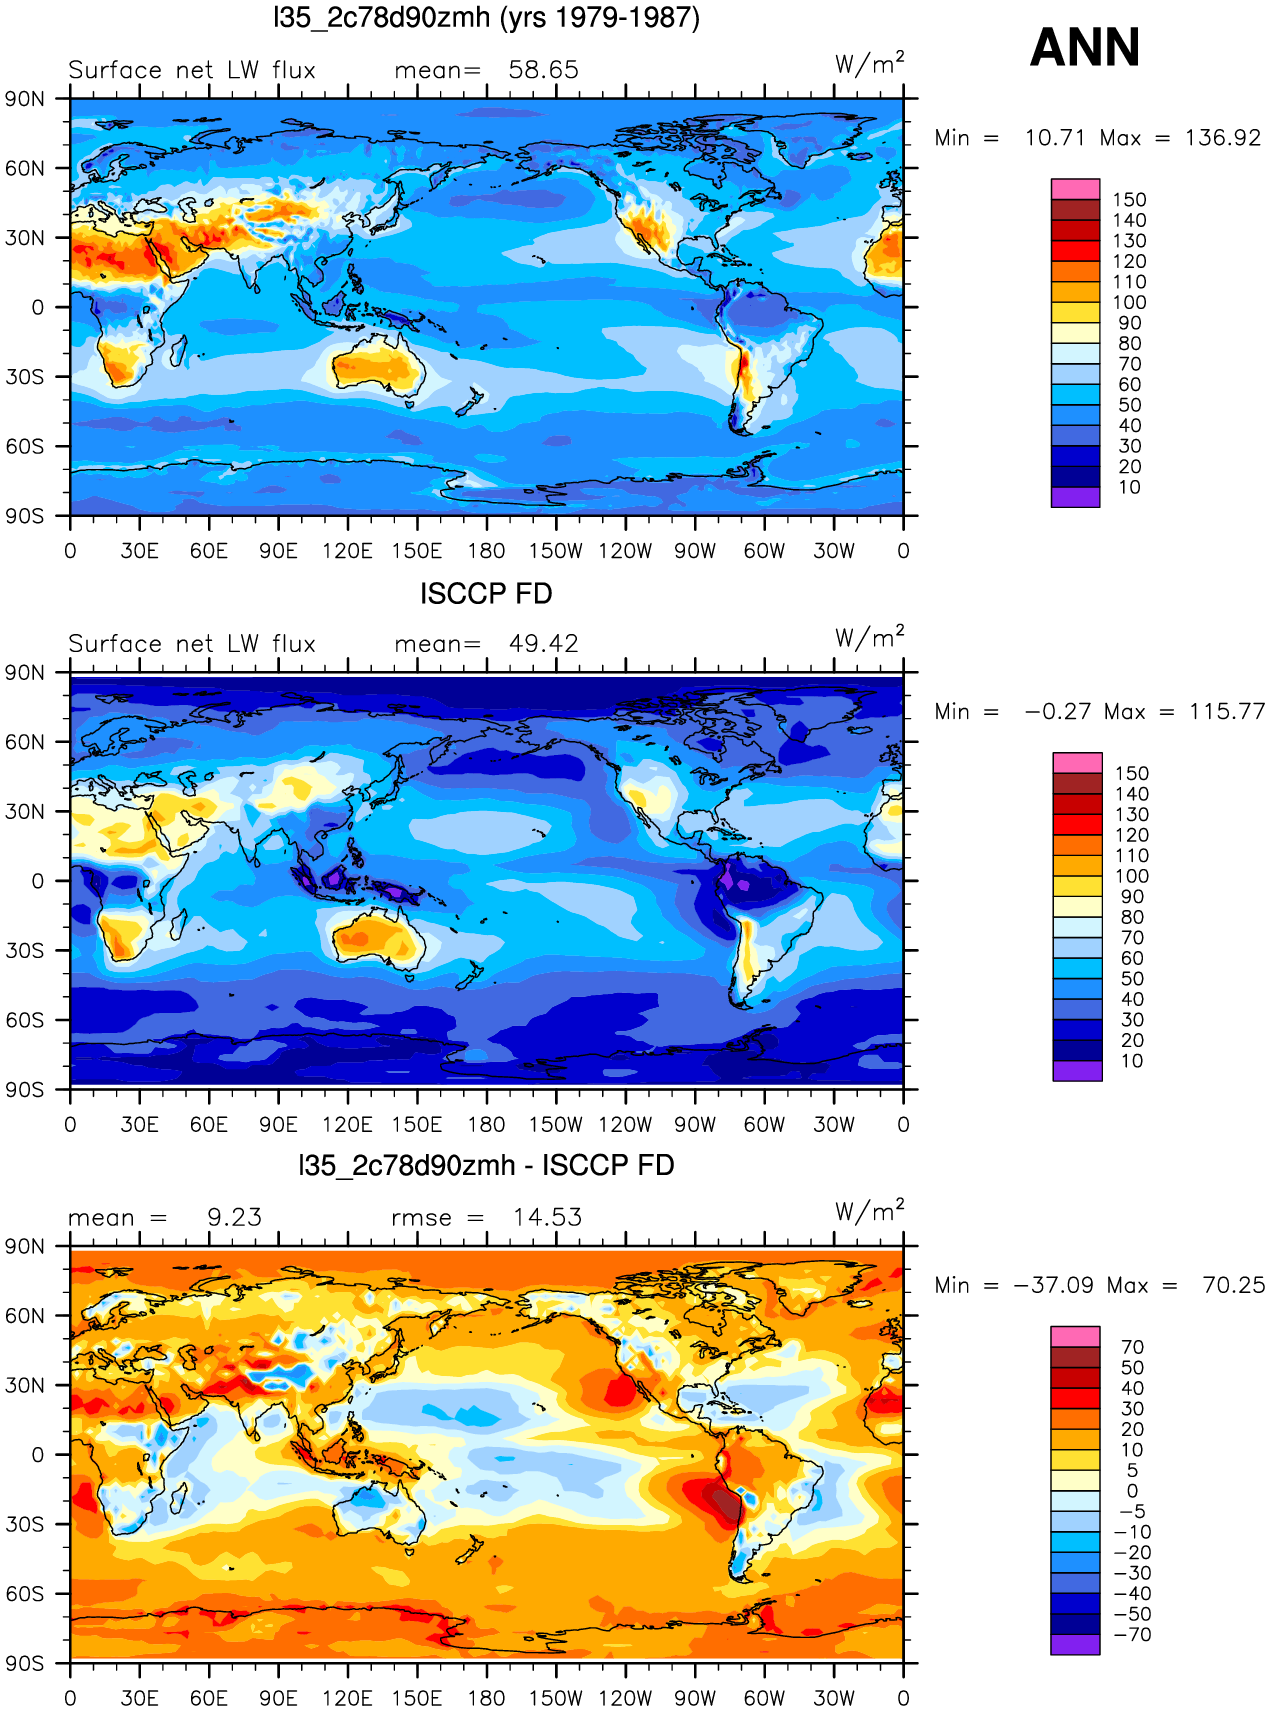 l35_2c78d90zmh (yrs 1979-1987)
ANN
Surface net LW flux mean= 58.65 W/m²
Min = 10.71 Max = 136.92
90N
60N
30N
0
30S
60S
90S
0 30E 60E 90E 120E 150E 180 150W 120W 90W 60W 30W 0
150
140
130
120
110
100
90
80
70
60
50
40
30
20
10
ISCCP FD
Surface net LW flux mean= 49.42 W/m²
Min = −0.27 Max = 115.77
90N
60N
30N
0
30S
60S
90S
0 30E 60E 90E 120E 150E 180 150W 120W 90W 60W 30W 0
150
140
130
120
110
100
90
80
70
60
50
40
30
20
10
l35_2c78d90zmh - ISCCP FD
mean = 9.23 rmse = 14.53 W/m²
Min = −37.09 Max = 70.25
90N
60N
30N
0
30S
60S
90S
0 30E 60E 90E 120E 150E 180 150W 120W 90W 60W 30W 0
70
50
40
30
20
10
5
0
−5
−10
−20
−30
−40
−50
−70